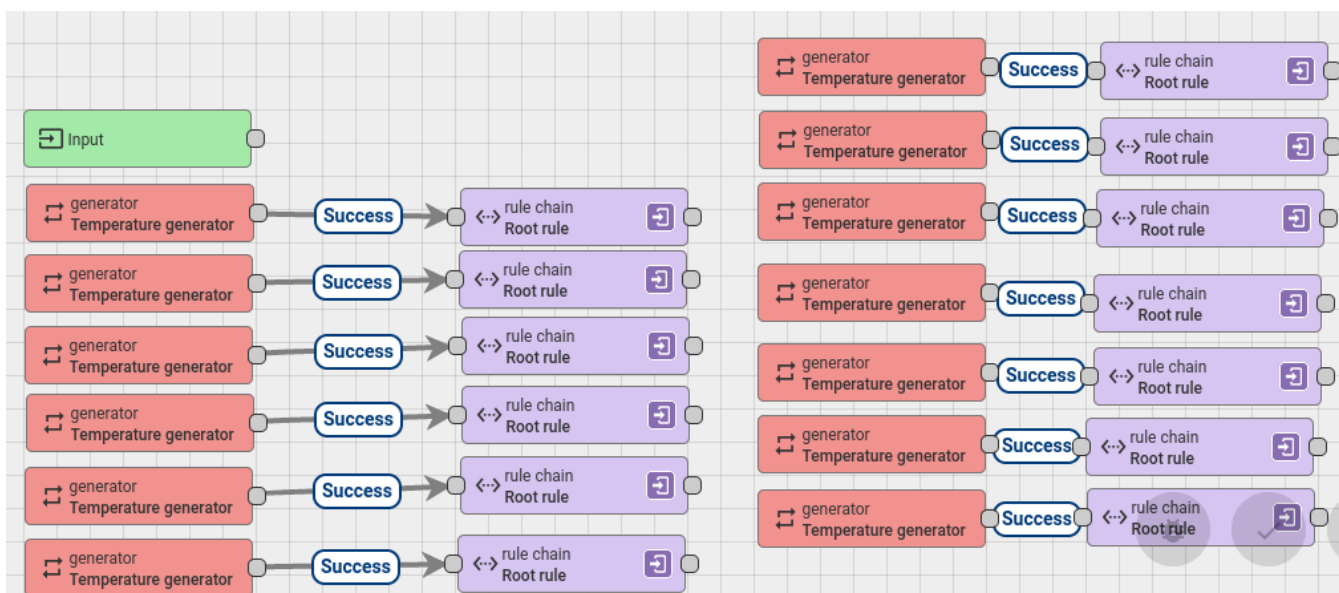 Input
generator
Temperature generator
Success
rule chain
Root rule
generator
Temperature generator
Success
rule chain
Root rule
generator
Temperature generator
Success
rule chain
Root rule
generator
Temperature generator
Success
rule chain
Root rule
generator
Temperature generator
Success
rule chain
Root rule
generator
Temperature generator
Success
rule chain
Root rule
generator
Temperature generator
Success
rule chain
Root rule
generator
Temperature generator
Success
rule chain
Root rule
generator
Temperature generator
Success
rule chain
Root rule
generator
Temperature generator
Success
rule chain
Root rule
generator
Temperature generator
Success
rule chain
Root rule
generator
Temperature generator
Success
rule chain
Root rule
generator
Temperature generator
Success
rule chain
Root rule